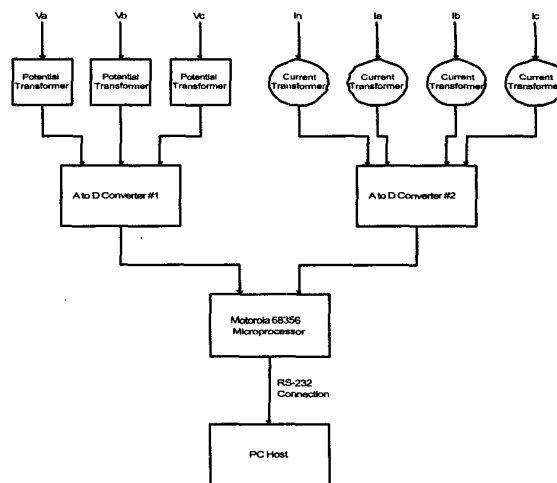 Va Vb Vc In Ia Ib Ic
Potential Transformer
Potential Transformer
Potential Transformer
Current Transformer
Current Transformer
Current Transformer
Current Transformer
A to D Converter #1
A to D Converter #2
Motorola 68356
Microprocessor
RS-232
Connection
PC Host